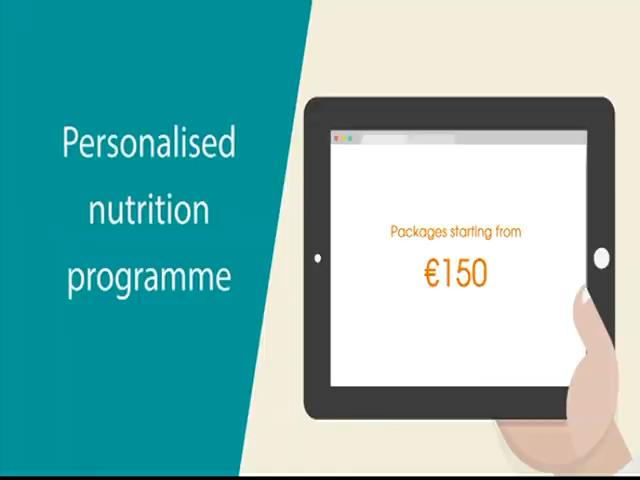 Personalised
nutrition
programme
Packages starting from
€150